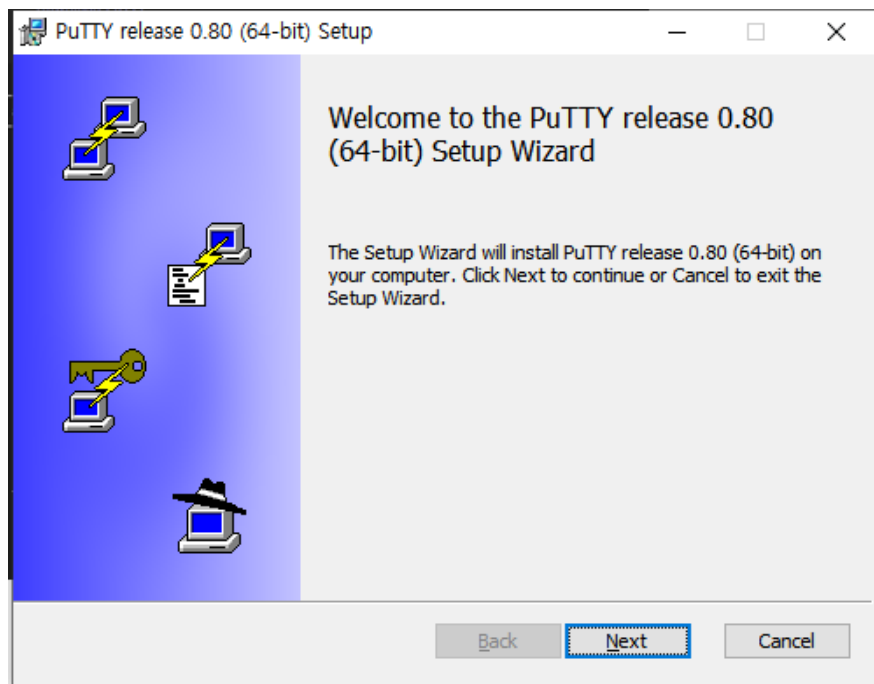 PuTTY release 0.80 (64-bit) Setup
Welcome to the PuTTY release 0.80
(64-bit) Setup Wizard
The Setup Wizard will install PuTTY release 0.80 (64-bit) on
your computer. Click Next to continue or Cancel to exit the
Setup Wizard.
Back
Next
Cancel